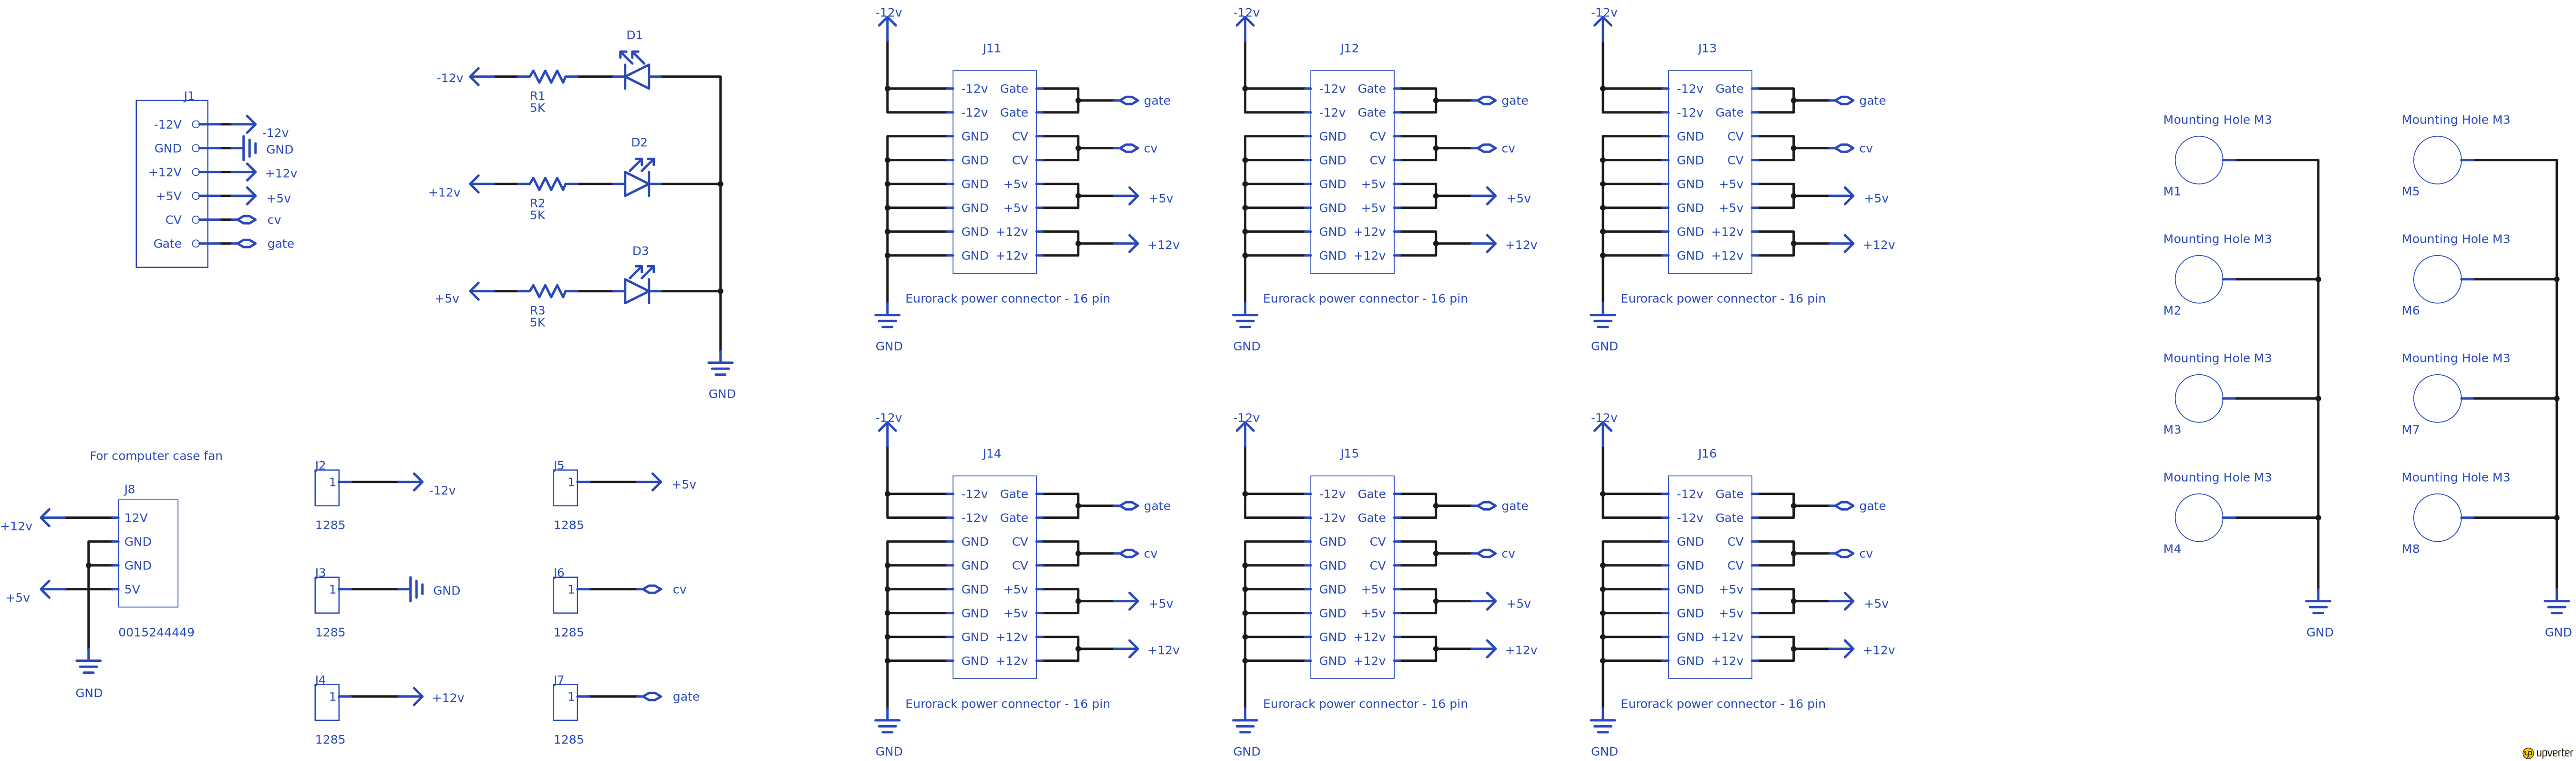 J1
-12V
GND
+12V
+5V
CV
Gate
-12v
GND
+12v
+5v
cv
gate
D1
-12v
R1
5K
D2
+12v
R2
5K
D3
+5v
R3
5K
GND
-12v
J11
-12v Gate
-12v Gate
GND CV
GND CV
GND +5v
GND +5v
GND +12v
GND +12v
gate
cv
+5v
+12v
Eurorack power connector - 16 pin
GND
-12v
J12
-12v Gate
-12v Gate
GND CV
GND CV
GND +5v
GND +5v
GND +12v
GND +12v
gate
cv
+5v
+12v
Eurorack power connector - 16 pin
GND
-12v
J13
-12v Gate
-12v Gate
GND CV
GND CV
GND +5v
GND +5v
GND +12v
GND +12v
gate
cv
+5v
+12v
Eurorack power connector - 16 pin
GND
Mounting Hole M3
M1
Mounting Hole M3
M2
Mounting Hole M3
M3
Mounting Hole M3
M4
GND
Mounting Hole M3
M5
Mounting Hole M3
M6
Mounting Hole M3
M7
Mounting Hole M3
M8
GND
For computer case fan
J8
12V
GND
GND
5V
+12v
+5v
0015244449
GND
J2
1
-12v
1285
J3
1
GND
1285
J4
1
+12v
1285
J5
1
+5v
1285
J6
1
cv
1285
J7
1
gate
1285
-12v
J14
-12v Gate
-12v Gate
GND CV
GND CV
GND +5v
GND +5v
GND +12v
GND +12v
gate
cv
+5v
+12v
Eurorack power connector - 16 pin
GND
-12v
J15
-12v Gate
-12v Gate
GND CV
GND CV
GND +5v
GND +5v
GND +12v
GND +12v
gate
cv
+5v
+12v
Eurorack power connector - 16 pin
GND
-12v
J16
-12v Gate
-12v Gate
GND CV
GND CV
GND +5v
GND +5v
GND +12v
GND +12v
gate
cv
+5v
+12v
Eurorack power connector - 16 pin
GND
up upverter